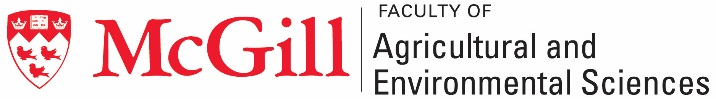 McGill
FACULTY OF
Agricultural and
Environmental Sciences